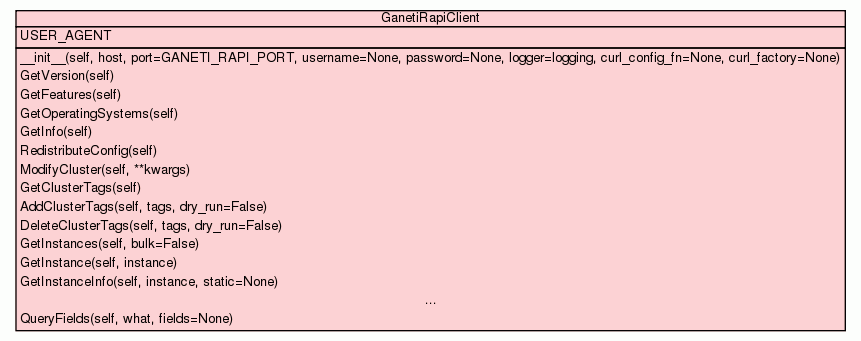 GanetiRapiClient
USER_AGENT
__init__(self, host, port=GANETI_RAPI_PORT, username=None, password=None, logger=logging, curl_config_fn=None, curl_factory=None)
GetVersion(self)
GetFeatures(self)
GetOperatingSystems(self)
GetInfo(self)
RedistributeConfig(self)
ModifyCluster(self, **kwargs)
GetClusterTags(self)
AddClusterTags(self, tags, dry_run=False)
DeleteClusterTags(self, tags, dry_run=False)
GetInstances(self, bulk=False)
GetInstance(self, instance)
GetInstanceInfo(self, instance, static=None)
...
QueryFields(self, what, fields=None)